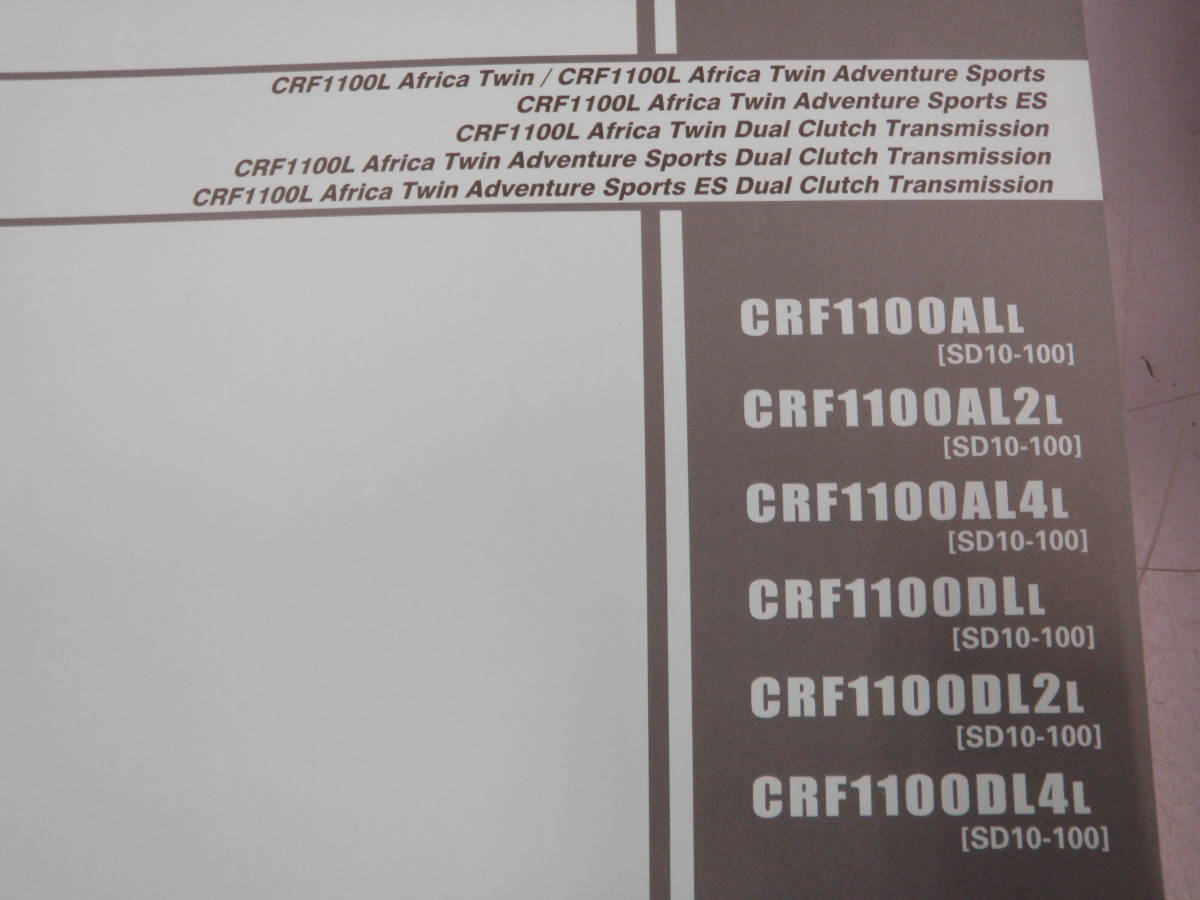 CRF1100L Africa Twin / CRF1100L Africa Twin Adventure Sports
CRF1100L Africa Twin Adventure Sports ES
CRF1100L Africa Twin Dual Clutch Transmission
CRF1100L Africa Twin Adventure Sports Dual Clutch Transmission
CRF1100L Africa Twin Adventure Sports ES Dual Clutch Transmission
CRF1100ALL
[SD10-100]
CRF1100AL2L
[SD10-100]
CRF1100AL4L
[SD10-100]
CRF1100DLL
[SD10-100]
CRF1100DL2L
[SD10-100]
CRF1100DL4L
[SD10-100]